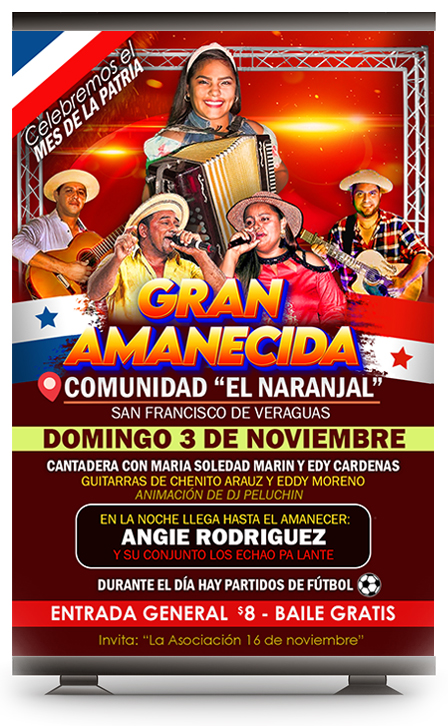 Celebremos el
MES DE LA PATRIA
GRAN
AMANECIDA
COMUNIDAD “EL NARANJAL”
SAN FRANCISCO DE VERAGUAS
DOMINGO 3 DE NOVIEMBRE
CANTADERA CON MARIA SOLEDAD MARIN Y EDY CARDENAS
GUITARRAS DE CHENITO ARAUZ Y EDDY MORENO
ANIMACIÓN DE DJ PELUCHIN
EN LA NOCHE LLEGA HASTA EL AMANECER:
ANGIE RODRIGUEZ
Y SU CONJUNTO LOS ECHAO PA LANTE
DURANTE EL DÍA HAY PARTIDOS DE FÚTBOL
ENTRADA GENERAL $8 - BAILE GRATIS
Invita: “La Asociación 16 de noviembre”